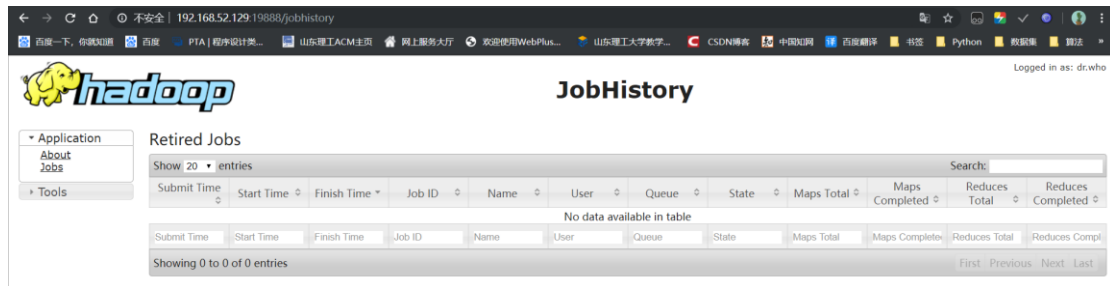 不安全 | 192.168.52.129:19888/jobhistory
百度一下，你就知道 百度 PTA | 程序设计类... 山东理工ACM主页 网上服务大厅 欢迎使用WebPlus... 山东理工大学教学... CSDN博客 中国知网 百度翻译 书签 Python 数据集 算法 »
Logged in as: dr.who
hadoop
JobHistory
Application
About
Jobs
Tools
Retired Jobs
Show 20 entries Search:
Submit Time Start Time Finish Time Job ID Name User Queue State Maps Total Maps Completed Reduces Total Reduces Completed
No data available in table
Submit Time Start Time Finish Time Job ID Name User Queue State Maps Total Maps Complete Reduces Total Reduces Compl
Showing 0 to 0 of 0 entries First Previous Next Last